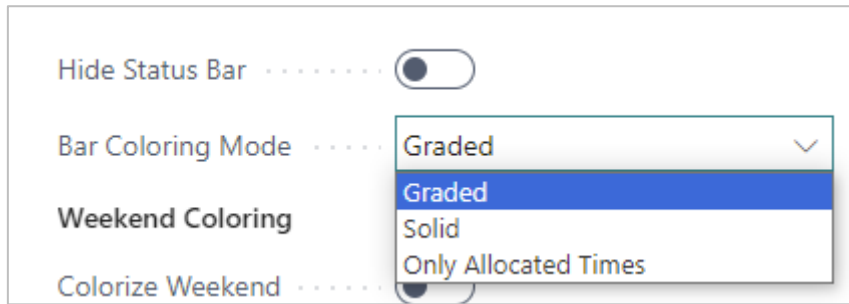 Hide Status Bar
Bar Coloring Mode Graded
Graded
Weekend Coloring
Solid
Only Allocated Times
Colorize Weekend